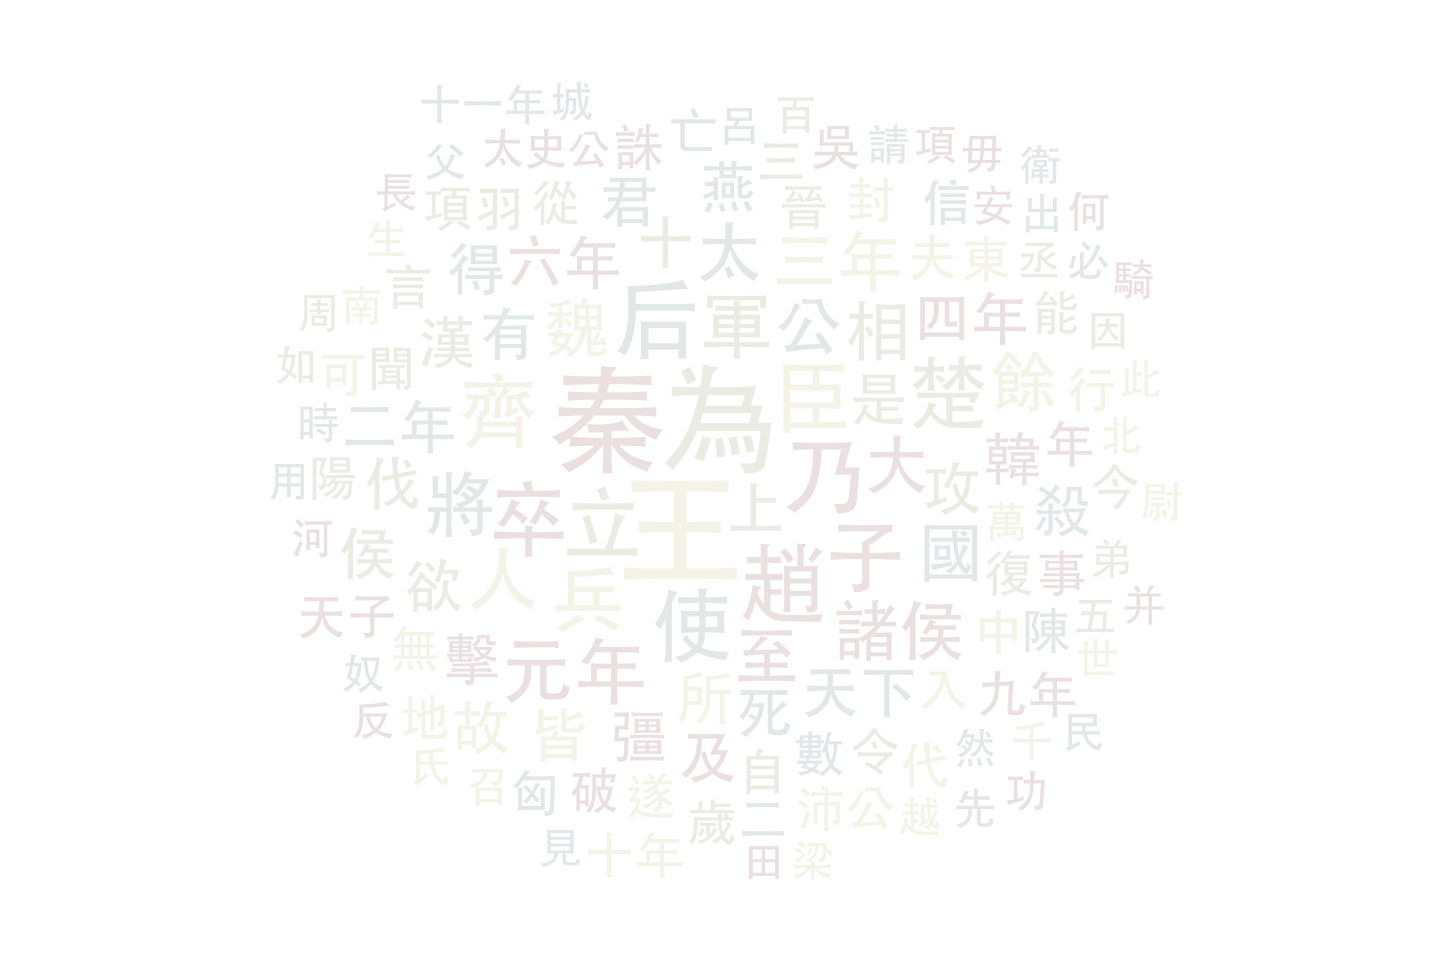 十一年 城
百
亡 呂
太史公 誅 三 吳 請 項 毋
父 衛
長 項羽 從 君 燕 晉 封 信 安 出 何
生 得 六年 十 太 三年 夫 東 丞 必
言 騎
周 南 漢 有 魏 后 軍 公 相 四年 能 因
如 可 聞 齊 秦 為 臣 是 楚 餘 行 此
時 二年 乃 大 韓 年 北
用 陽 伐 將 卒 立 王 上 攻 殺 今 尉
河 侯 趙 子 國 萬
欲 人 兵 復 事 弟
天子 使 諸侯 中 陳 五 并
無 擊 元年 至 世
奴 所 死 天下 入 九年
反 地 故 皆 彊 及 數 令 然 千 民
氏 召 匈 破 遂 自 代 功
歲 二 沛公 越 先
見 十年 田 梁